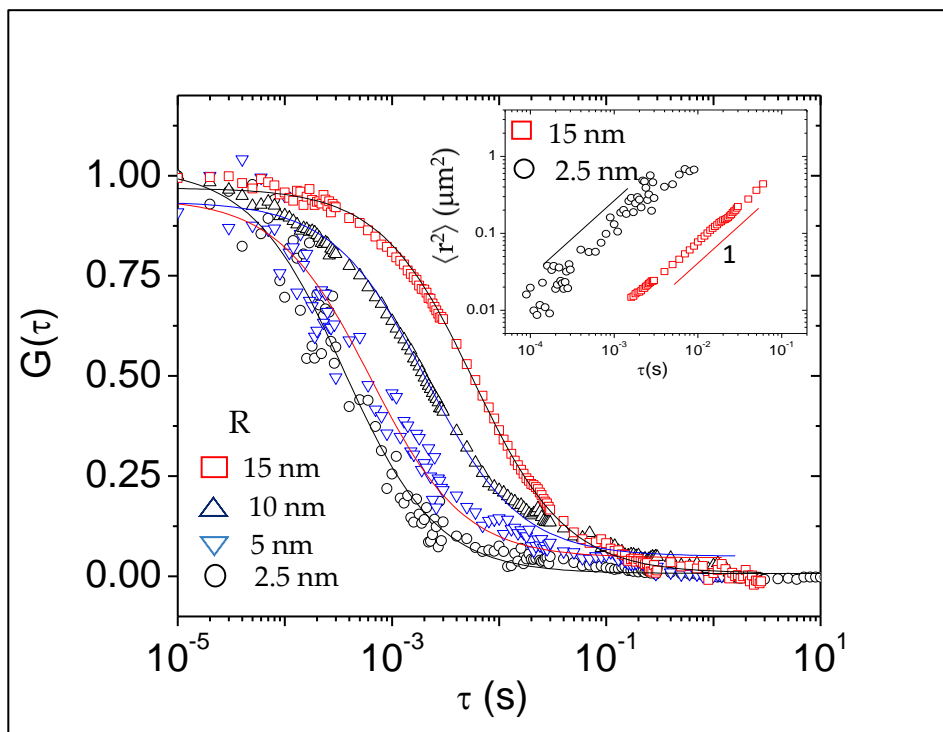 G(τ)
1.00
0.75
0.50
0.25
0.00
10⁻⁵
10⁻³
10⁻¹
10¹
τ (s)
R
15 nm
10 nm
5 nm
2.5 nm
15 nm
2.5 nm
⟨r²⟩ (μm²)
1
0.1
0.01
10⁻⁴
10⁻³
10⁻²
10⁻¹
τ(s)
1